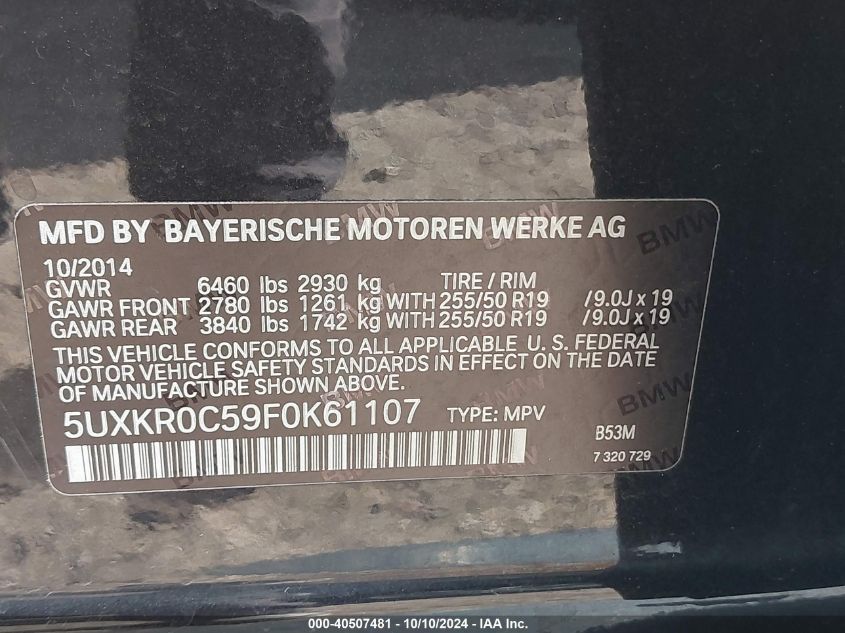 MFD BY BAYERISCHE MOTOREN WERKE AG
10/2014
GVWR 6460 lbs 2930 kg TIRE / RIM
GAWR FRONT 2780 lbs 1261 kg WITH 255/50 R19 /9.0J x 19
GAWR REAR 3840 lbs 1742 kg WITH 255/50 R19 /9.0J x 19
THIS VEHICLE CONFORMS TO ALL APPLICABLE U. S. FEDERAL
MOTOR VEHICLE SAFETY STANDARDS IN EFFECT ON THE DATE
OF MANUFACTURE SHOWN ABOVE.
5UXKR0C59F0K61107 TYPE: MPV
B53M
7 320 729
000-40507481 - 10/10/2024 - IAA Inc.